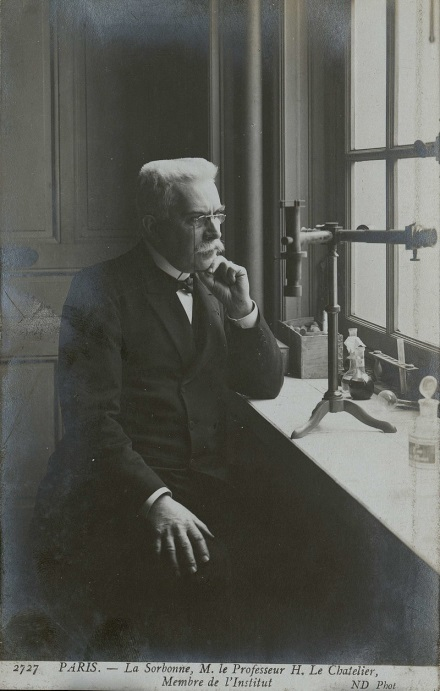 2727 PARIS. — La Sorbonne, M. le Professeur H. Le Chatelier,
Membre de l'Institut ND Phot